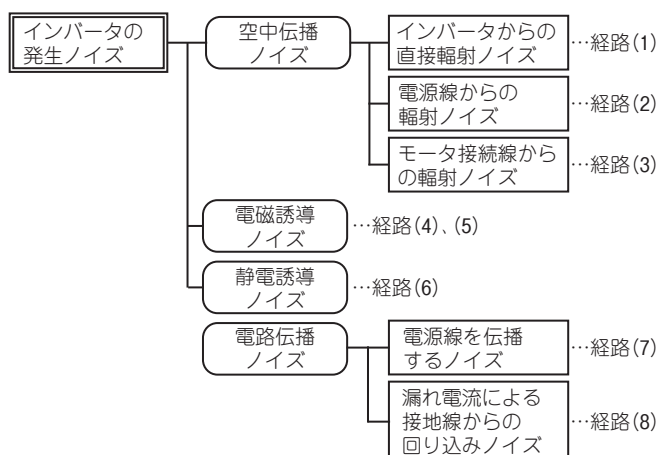 インバータの
発生ノイズ
空中伝播
ノイズ
インバータからの
直接輻射ノイズ
…経路(1)
電源線からの
輻射ノイズ
…経路(2)
モータ接続線から
の輻射ノイズ
…経路(3)
電磁誘導
ノイズ
…経路(4)、(5)
静電誘導
ノイズ
…経路(6)
電路伝播
ノイズ
電源線を伝播
するノイズ
…経路(7)
漏れ電流による
接地線からの
回り込みノイズ
…経路(8)